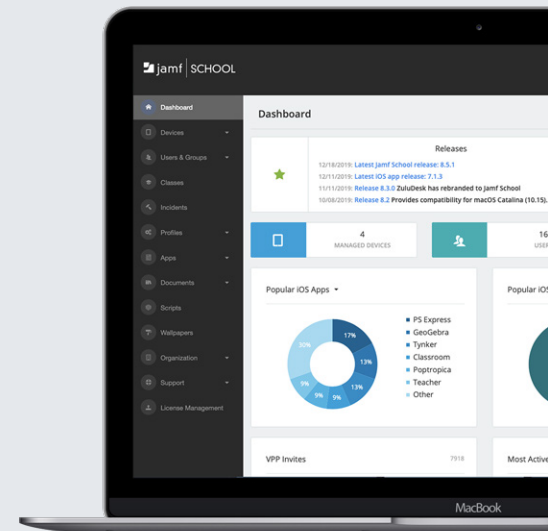 jamf SCHOOL
Dashboard
Devices
Users & Groups
Classes
Incidents
Profiles
Apps
Documents
Scripts
Wallpapers
Organization
Support
License Management
Dashboard
Releases
12/18/2019: Latest Jamf School release: 8.5.1
12/11/2019: Latest iOS app release: 7.1.3
11/11/2019: Release 8.3.0 ZuluDesk has rebranded to Jamf School
10/08/2019: Release 8.2 Provides compatibility for macOS Catalina (10.15).
4
MANAGED DEVICES
16
USER
Popular iOS Apps
17%
13%
13%
9%
9%
9%
30%
PS Express
GeoGebra
Tynker
Classroom
Poptropica
Teacher
Other
Popular iOS
VPP Invites
7918
Most Active
MacBook